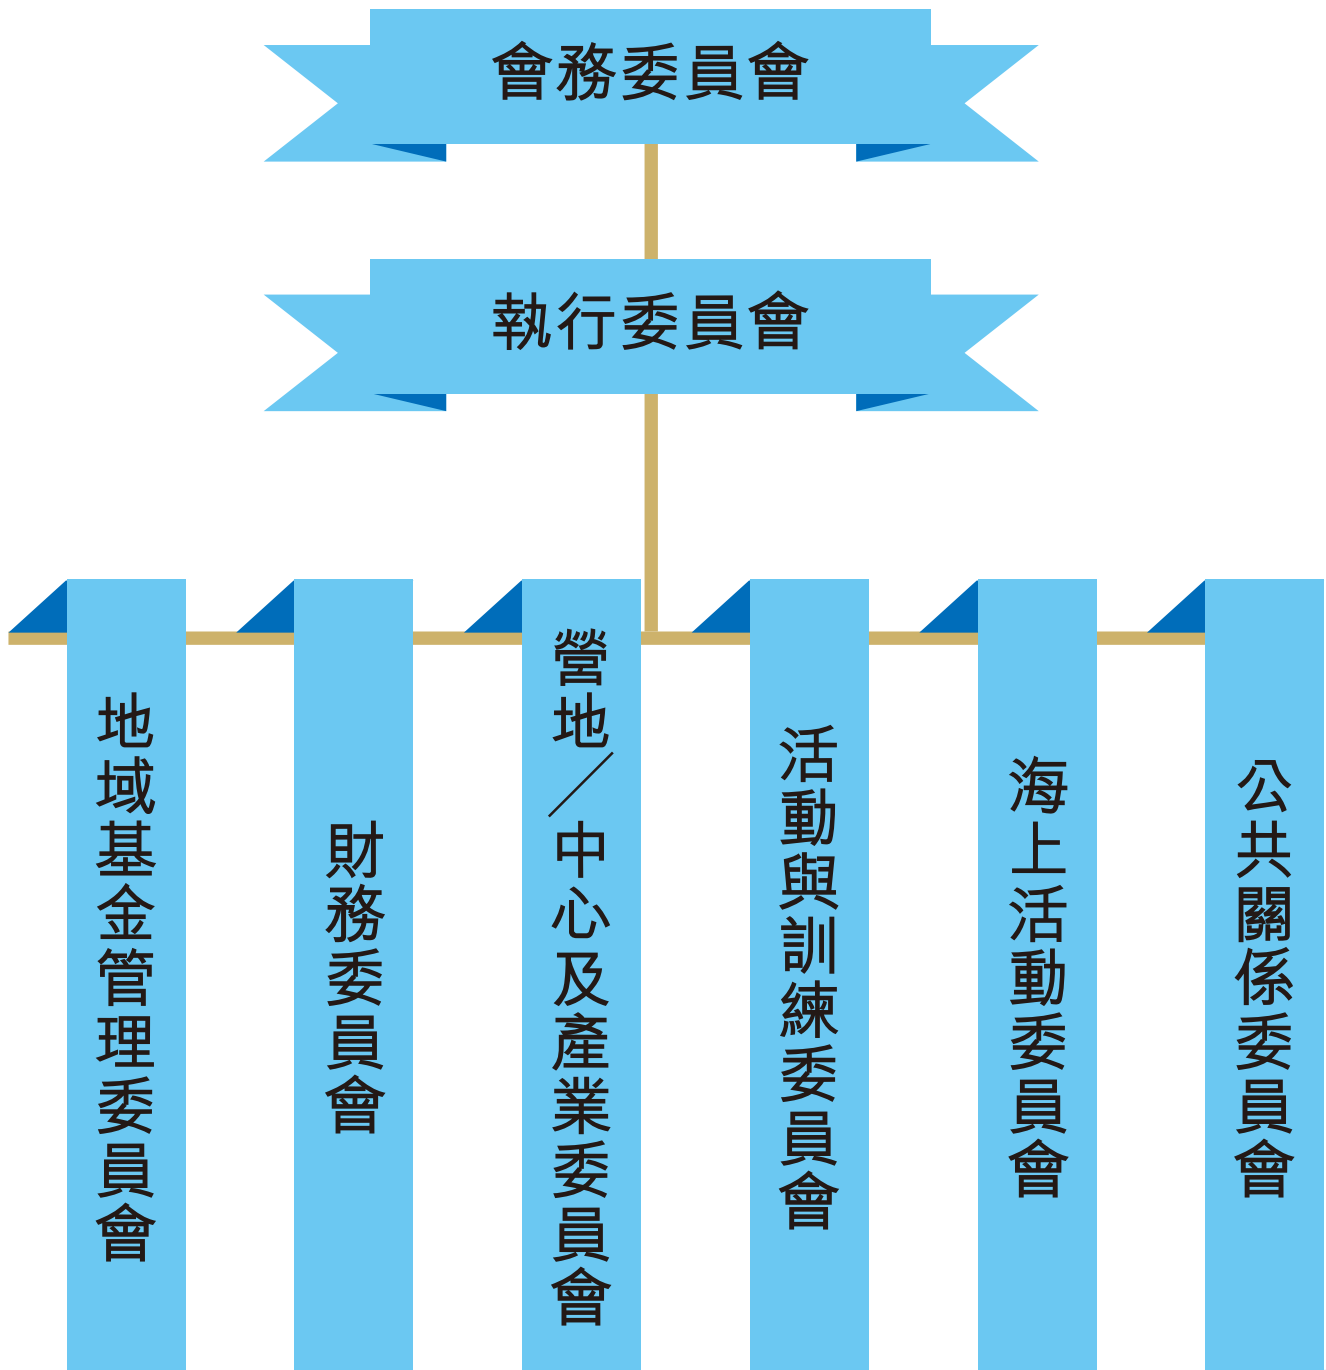 會務委員會
執行委員會
地域基金管理委員會
財務委員會
營地／中心及產業委員會
活動與訓練委員會
海上活動委員會
公共關係委員會